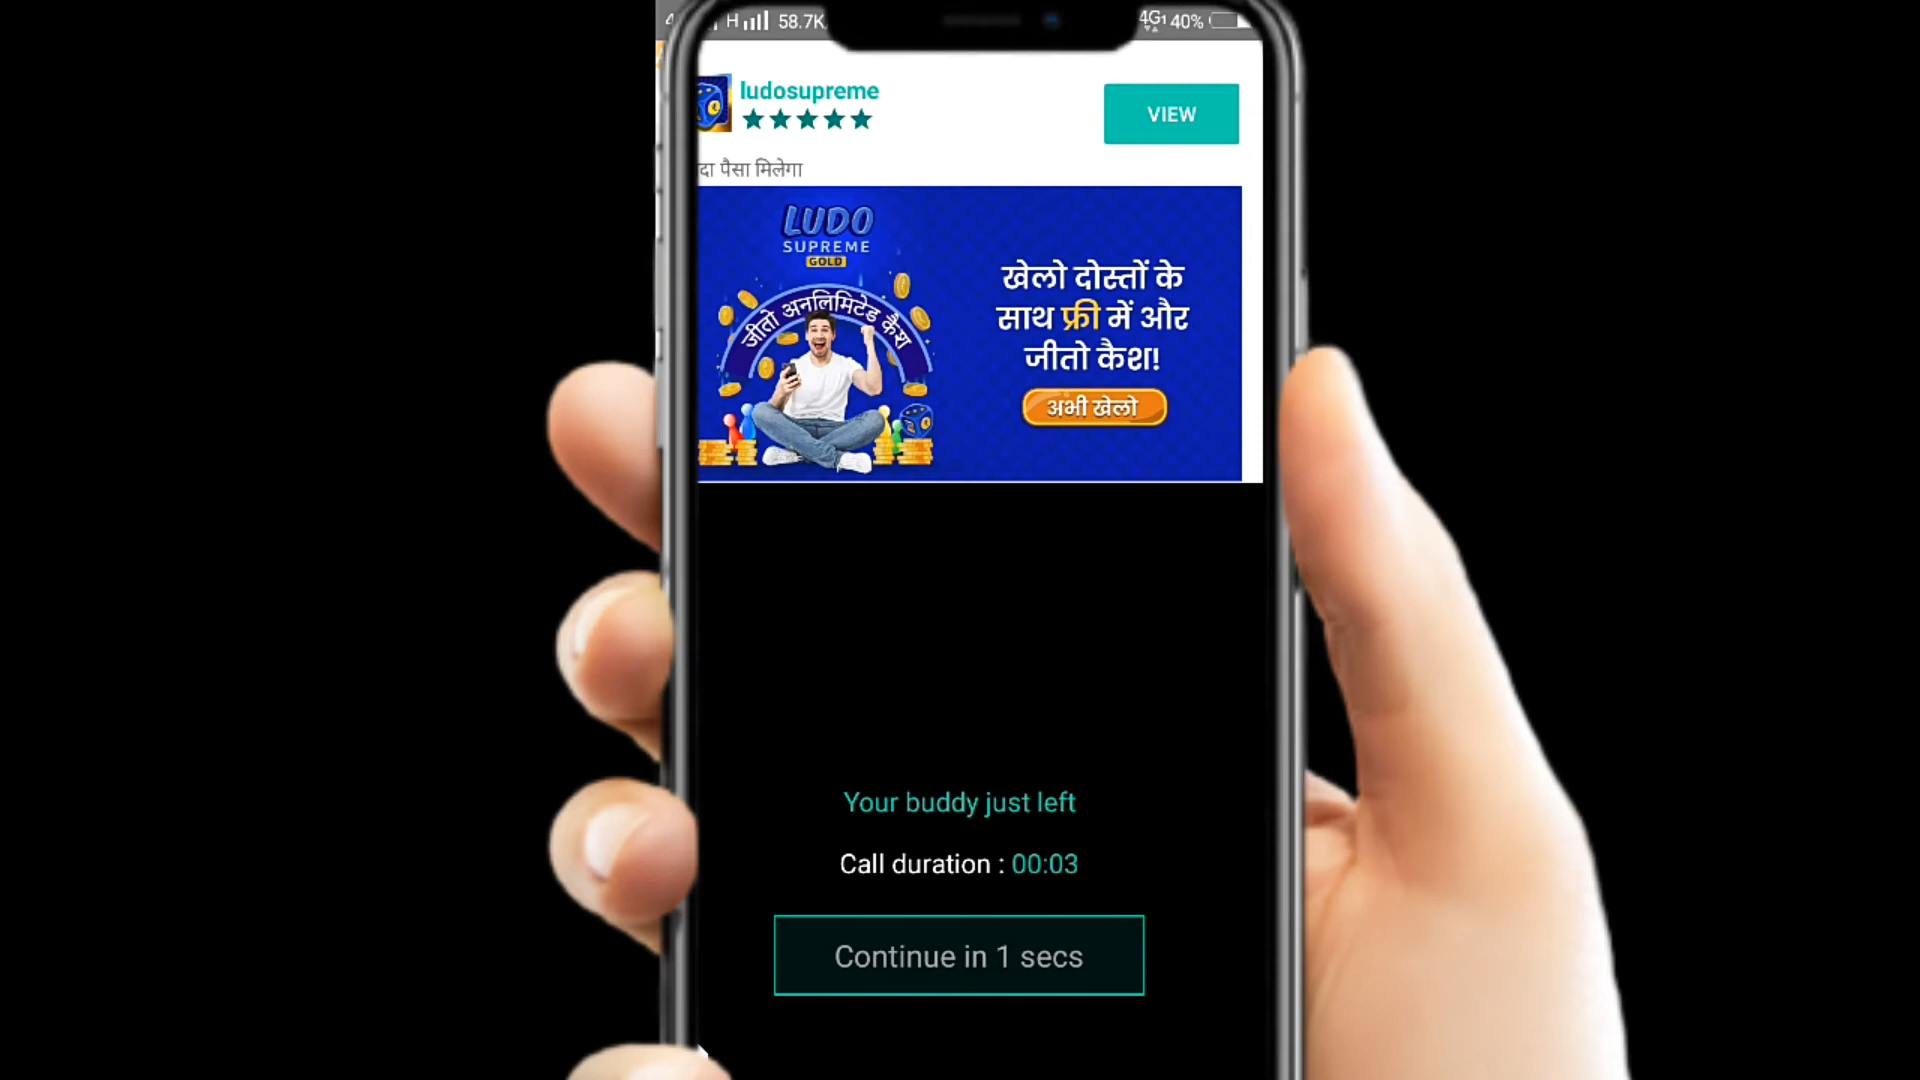 H 58.7K 4G 40%
ludosupreme
VIEW
पैसा मिलेगा
LUDO
SUPREME
GOLD
जीतो अनलिमिटेड कैश
खेलो दोस्तों के
साथ फ्री में और
जीतो कैश!
अभी खेलो
Your buddy just left
Call duration : 00:03
Continue in 1 secs